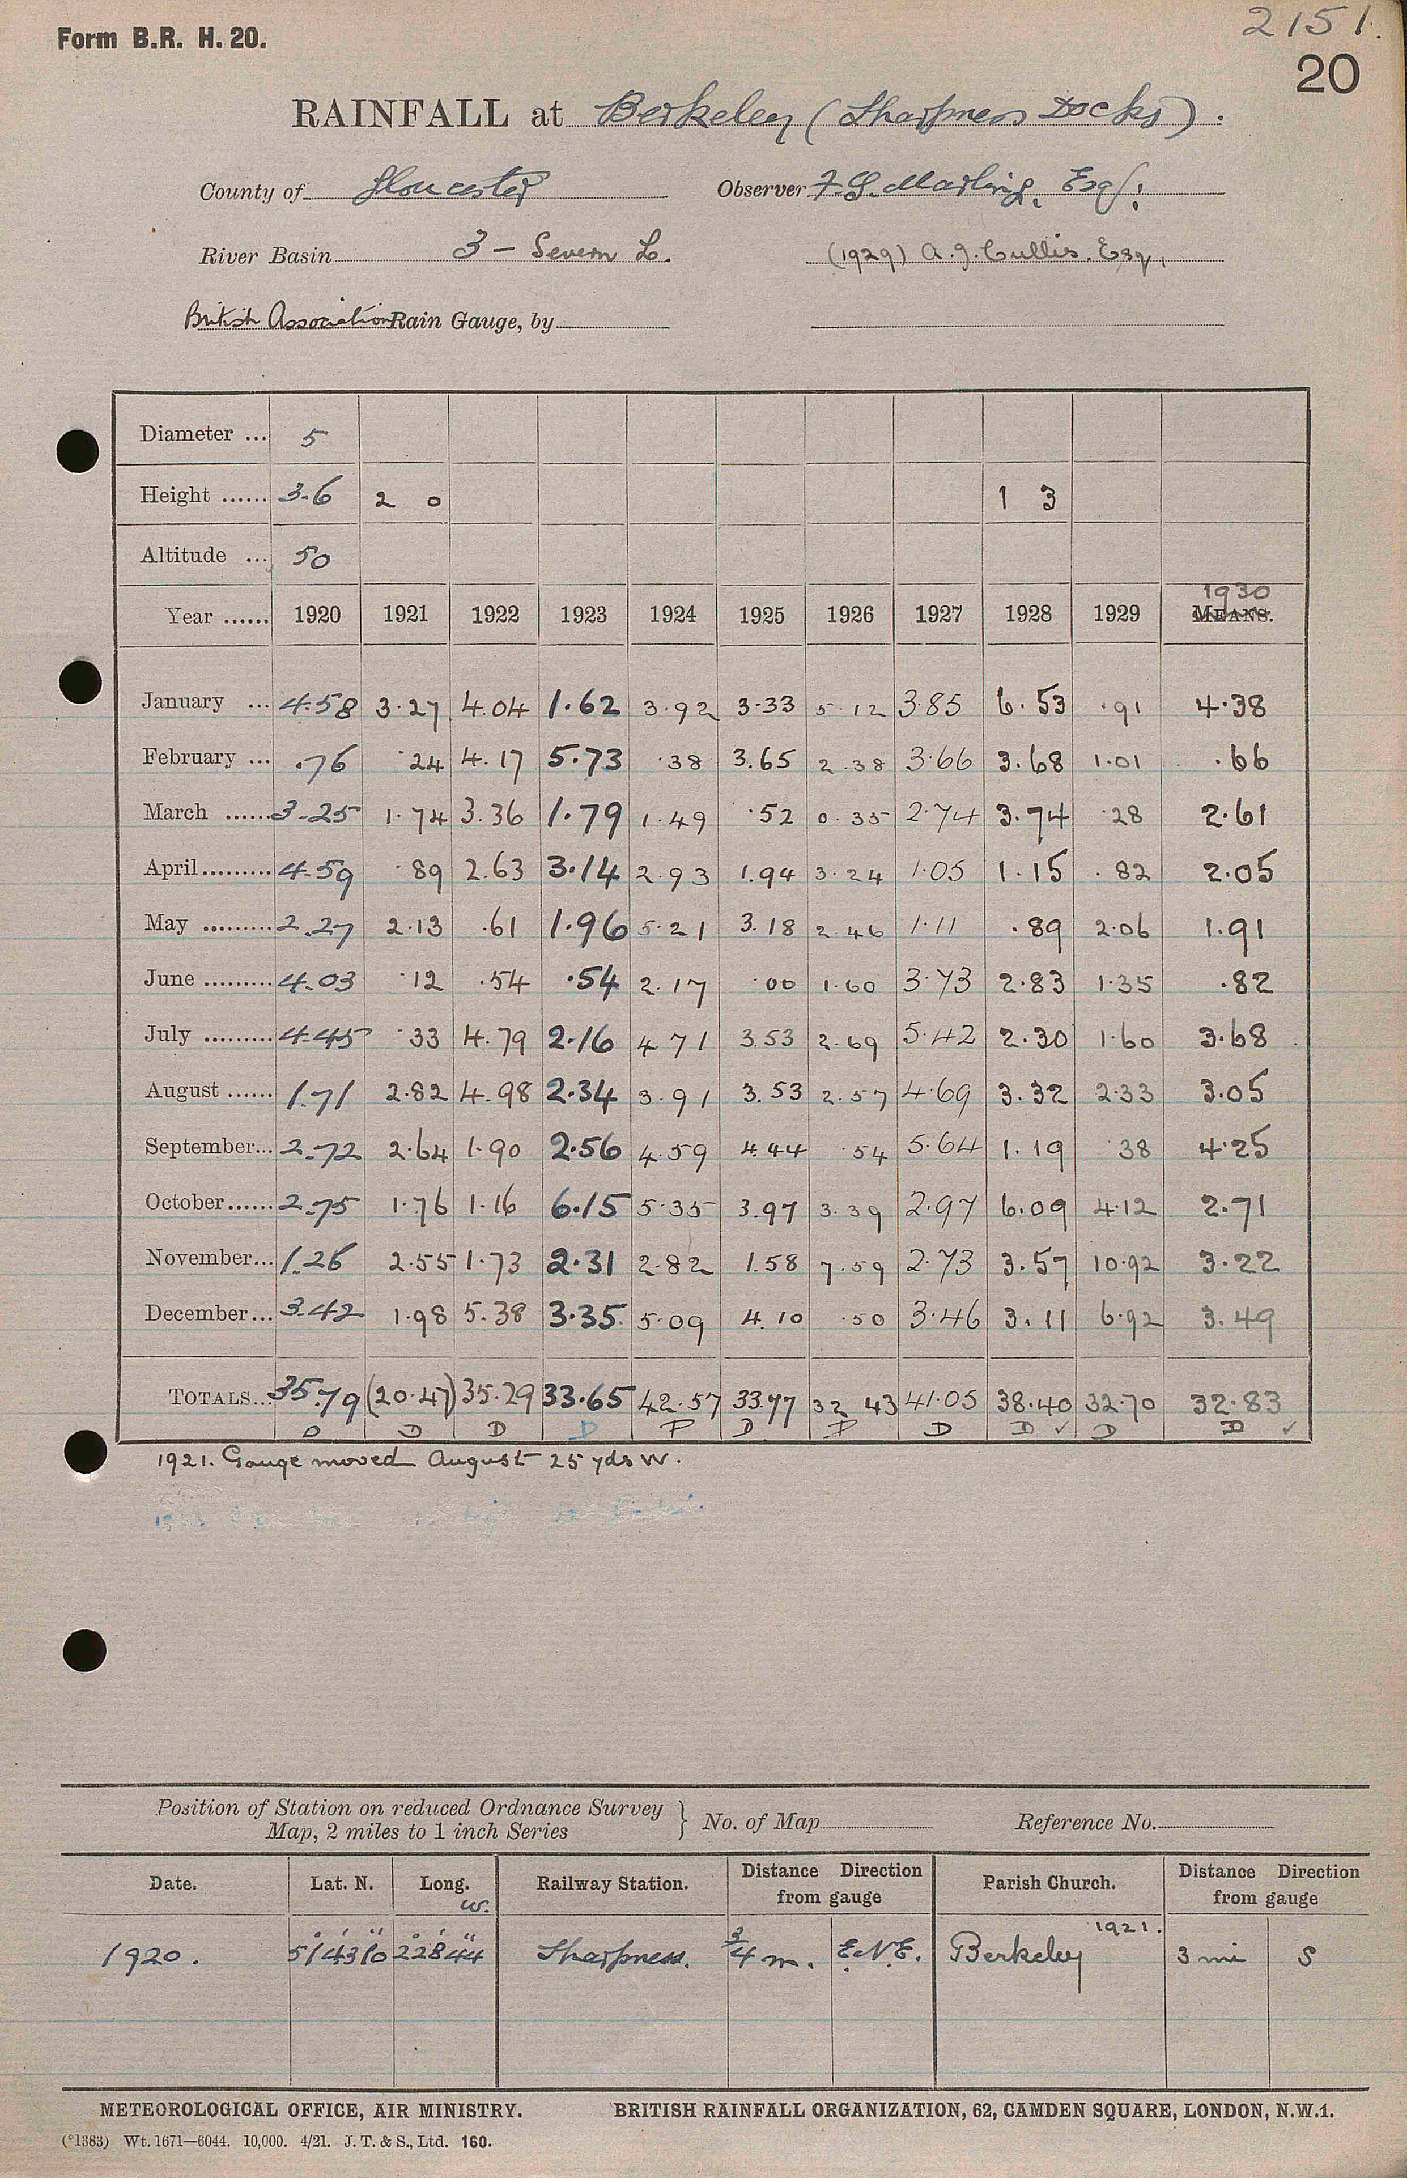 2151.
Form B.R. H. 20.
20
RAINFALL at Berkeley (Sharpness Docks).
County of Gloucester Observer F.G. Marling, Esq:
River Basin 3 - Severn L. (1929) A.J. Cullis. Esq.
British Association Rain Gauge, by
Diameter ... 5
Height ...... 3.6 2 0 1 3
Altitude ... 50
1930
Year ...... 1920 1921 1922 1923 1924 1925 1926 1927 1928 1929 MEANS.
January ... 4.58 3.27 4.04 1.62 3.92 3.33 5.12 3.85 6.53 .91 4.38
February ... .76 .24 4.17 5.73 .38 3.65 2.38 3.66 3.68 1.01 .66
March ...... 3.25 1.74 3.36 1.79 1.49 .52 0.35 2.74 3.74 .28 2.61
April......... 4.59 .89 2.63 3.14 2.93 1.94 3.24 1.05 1.15 .82 2.05
May ......... 2.27 2.13 .61 1.96 5.21 3.18 2.46 1.11 .89 2.06 1.91
June ......... 4.03 .12 .54 .54 2.17 .00 1.60 3.73 2.83 1.35 .82
July ......... 4.45 .33 4.79 2.16 4.71 3.53 2.69 5.42 2.30 1.60 3.68
August ...... 1.71 2.82 4.98 2.34 3.91 3.53 2.57 4.69 3.32 2.33 3.05
September... 2.72 2.64 1.90 2.56 4.59 4.44 .54 5.64 1.19 .38 4.25
October...... 2.75 1.76 1.16 6.15 5.35 3.97 3.39 2.97 6.09 4.12 2.71
November... 1.26 2.55 1.73 2.31 2.82 1.58 7.59 2.73 3.57 10.92 3.22
December... 3.42 1.98 5.38 3.35 5.09 4.10 .50 3.46 3.11 6.92 3.49
TOTALS... 35.79 (20.47) 35.29 33.65 42.57 33.77 32 43 41.05 38.40 32.70 32.83
D D D D P D P D D ✓ D D ✓
1921. Gauge moved August 25 yds W.
Position of Station on reduced Ordnance Survey
Map, 2 miles to 1 inch Series } No. of Map Reference No.
Date. Lat. N. Long. W. Railway Station. Distance Direction from gauge Parish Church. Distance Direction from gauge
1921.
1920. 51° 43' 10" 2° 28' 44" Sharpness. 3/4 m. E.N.E. Berkeley 3 mi S
METEOROLOGICAL OFFICE, AIR MINISTRY. BRITISH RAINFALL ORGANIZATION, 62, CAMDEN SQUARE, LONDON, N.W.1.
(*1383) Wt. 1671—6044. 10,000. 4/21. J. T. & S., Ltd. 160.